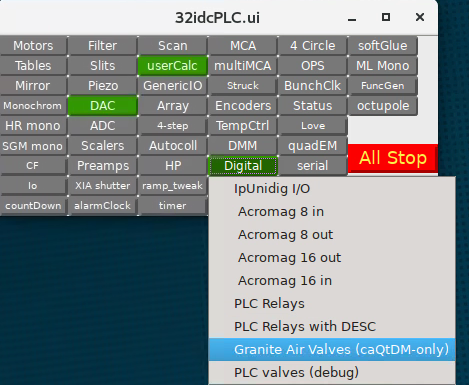 32idcPLC.ui
Motors Filter Scan MCA 4 Circle softGlue
Tables Slits userCalc multiMCA OPS ML Mono
Mirror Piezo GenericIO Struck BunchClk FuncGen
Monochrom DAC Array Encoders Status octupole
HR mono ADC 4-step TempCtrl Love
SGM mono Scalers Autocoll DMM quadEM
All Stop
CF Preamps HP Digital serial
Io XIA shutter ramp_tweak
countDown alarmClock timer
IpUnidig I/O
Acromag 8 in
Acromag 8 out
Acromag 16 out
Acromag 16 in
PLC Relays
PLC Relays with DESC
Granite Air Valves (caQtDM-only)
PLC valves (debug)